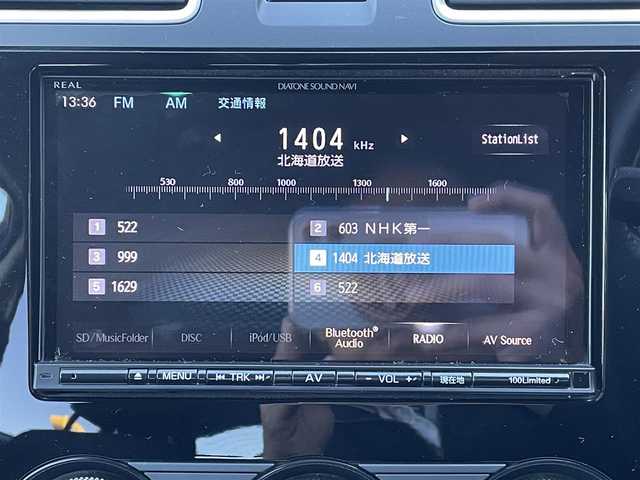 REAL
DIATONE SOUND NAVI
13:36 FM AM 交通情報
1404 kHz
北海道放送
StationList
530 800 1000 1300 1600
1 522
2 603 NHK第一
3 999
4 1404 北海道放送
5 1629
6 522
SD/MusicFolder DISC iPod/USB Bluetooth® Audio RADIO AV Source
MENU TRK AV − VOL + 現在地 100Limited